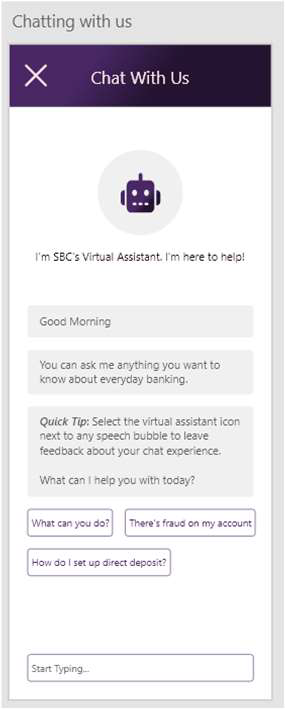 Chatting with us
Chat With Us
I'm SBC's Virtual Assistant. I'm here to help!
Good Morning
You can ask me anything you want to
know about everyday banking.
Quick Tip: Select the virtual assistant icon
next to any speech bubble to leave
feedback about your chat experience.
What can I help you with today?
What can you do?
There's fraud on my account
How do I set up direct deposit?
Start Typing...